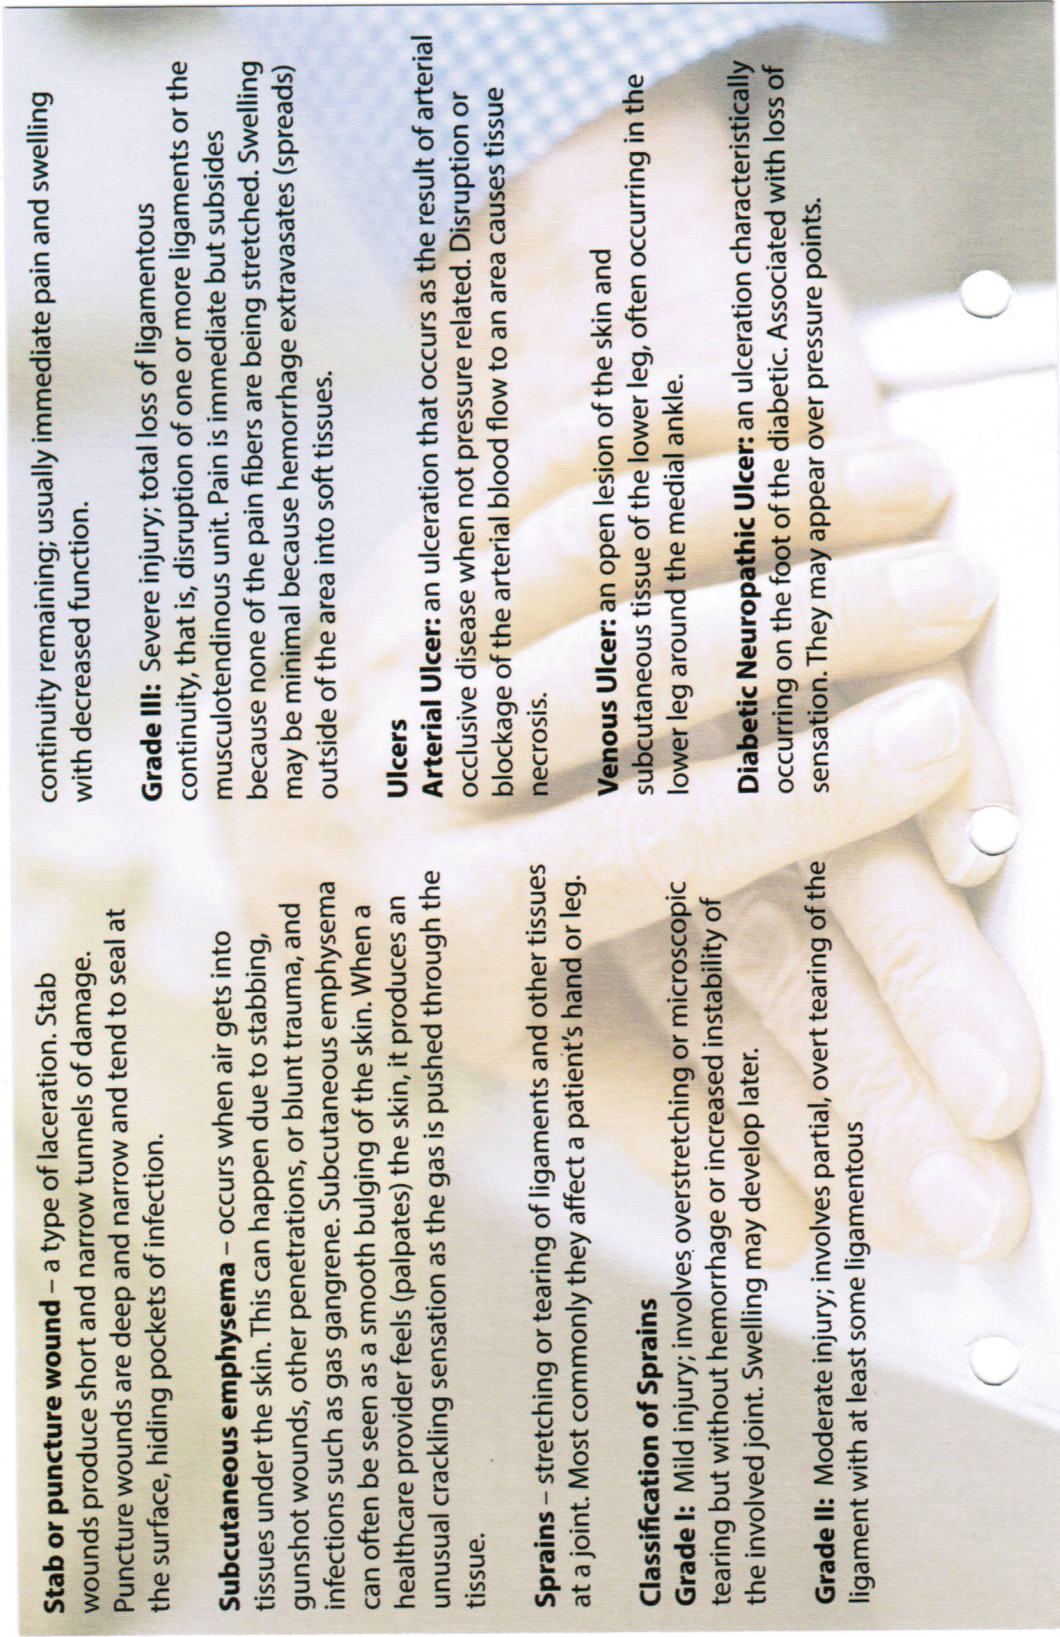 Stab or puncture wound – a type of laceration. Stab
wounds produce short and narrow tunnels of damage.
Puncture wounds are deep and narrow and tend to seal at
the surface, hiding pockets of infection.
Subcutaneous emphysema – occurs when air gets into
tissues under the skin. This can happen due to stabbing,
gunshot wounds, other penetrations, or blunt trauma, and
infections such as gas gangrene. Subcutaneous emphysema
can often be seen as a smooth bulging of the skin. When a
healthcare provider feels (palpates) the skin, it produces an
unusual crackling sensation as the gas is pushed through the
tissue.
Sprains – stretching or tearing of ligaments and other tissues
at a joint. Most commonly they affect a patient's hand or leg.
Classification of Sprains
Grade I: Mild injury; involves overstretching or microscopic
tearing but without hemorrhage or increased instability of
the involved joint. Swelling may develop later.
Grade II: Moderate injury; involves partial, overt tearing of the
ligament with at least some ligamentous
continuity remaining; usually immediate pain and swelling
with decreased function.
Grade III: Severe injury; total loss of ligamentous
continuity, that is, disruption of one or more ligaments or the
musculotendinous unit. Pain is immediate but subsides
because none of the pain fibers are being stretched. Swelling
may be minimal because hemorrhage extravasates (spreads)
outside of the area into soft tissues.
Ulcers
Arterial Ulcer: an ulceration that occurs as the result of arterial
occlusive disease when not pressure related. Disruption or
blockage of the arterial blood flow to an area causes tissue
necrosis.
Venous Ulcer: an open lesion of the skin and
subcutaneous tissue of the lower leg, often occurring in the
lower leg around the medial ankle.
Diabetic Neuropathic Ulcer: an ulceration characteristically
occurring on the foot of the diabetic. Associated with loss of
sensation. They may appear over pressure points.